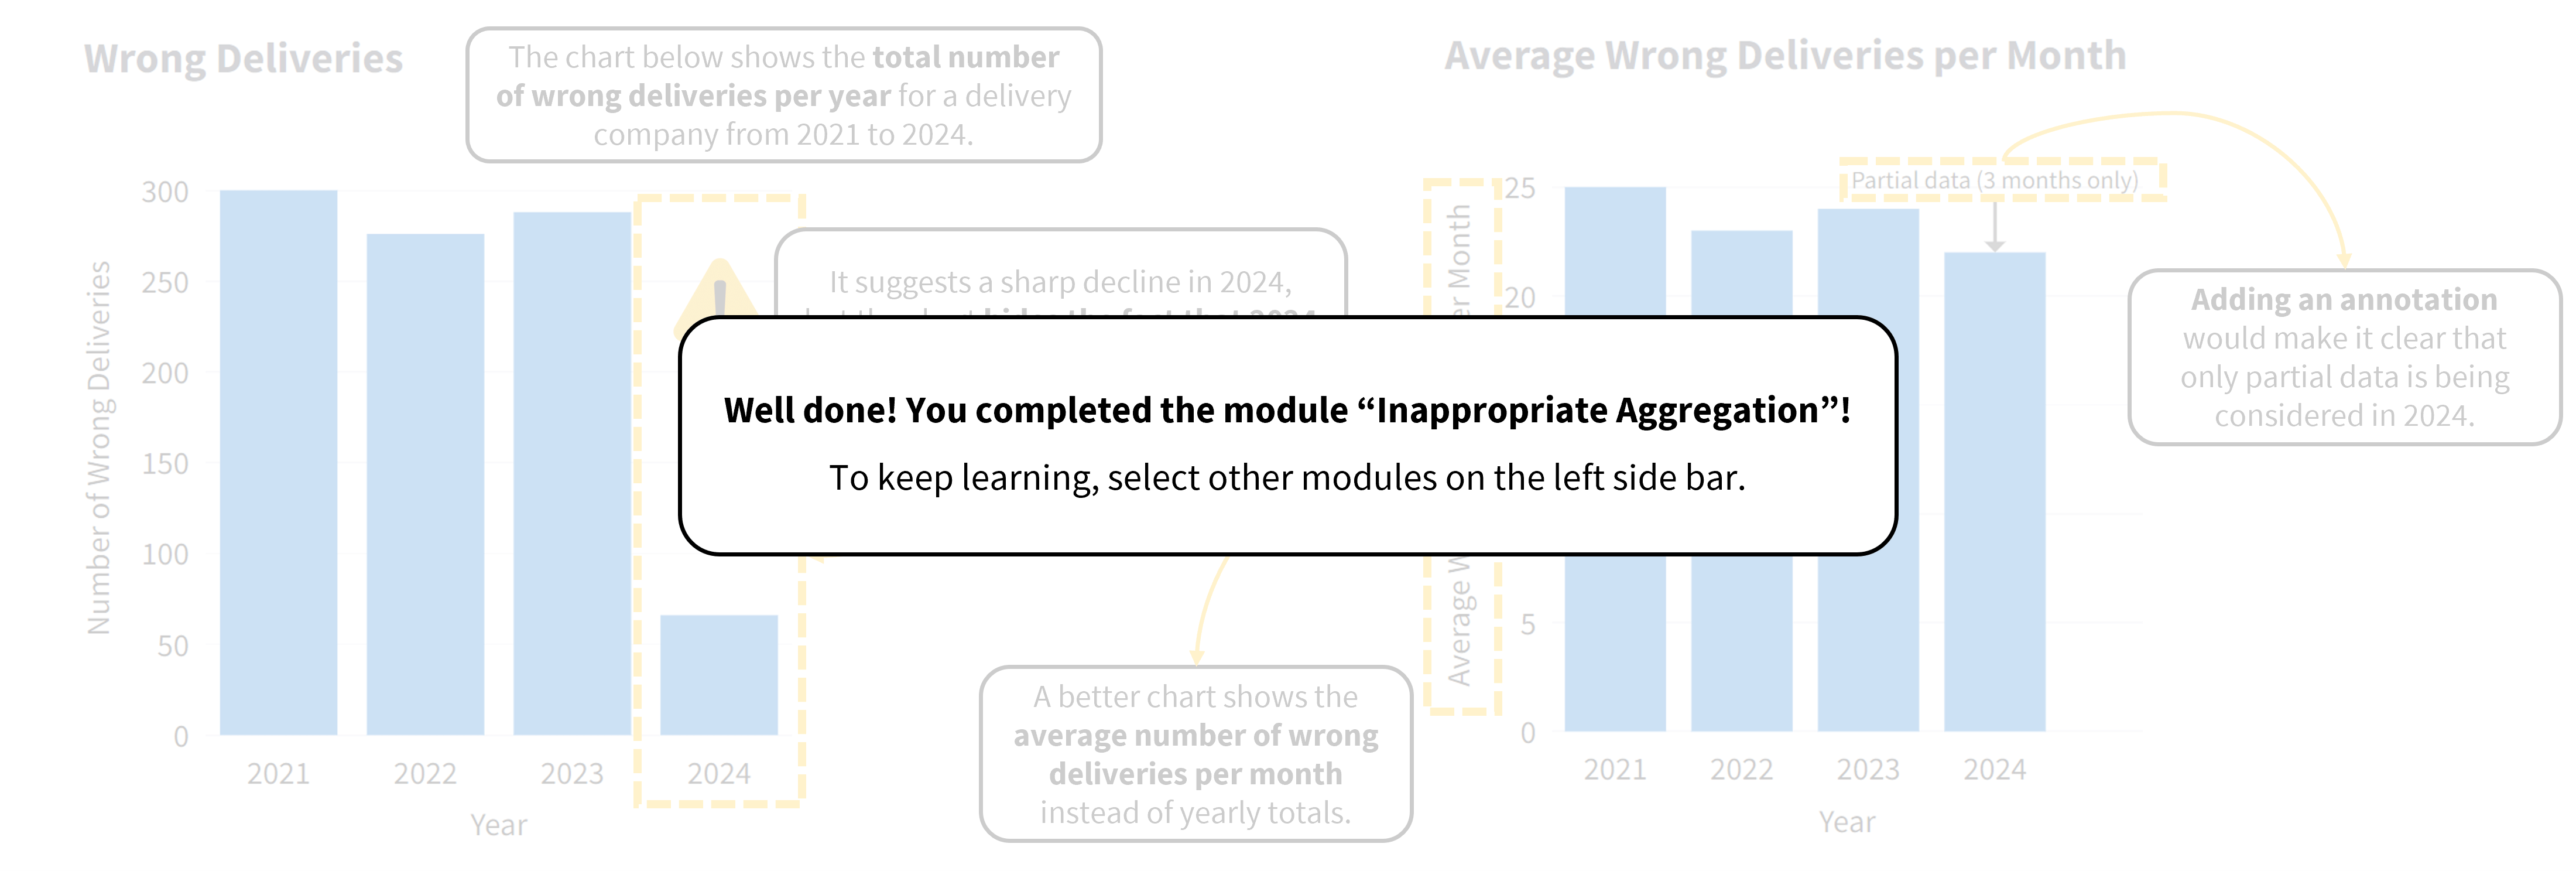 Wrong Deliveries
The chart below shows the total number
of wrong deliveries per year for a delivery
company from 2021 to 2024.
300
250
200
150
100
50
0
Number of Wrong Deliveries
2021 2022 2023 2024
Year
It suggests a sharp decline in 2024,
Well done! You completed the module “Inappropriate Aggregation”!
To keep learning, select other modules on the left side bar.
A better chart shows the
average number of wrong
deliveries per month
instead of yearly totals.
Average Wrong Deliveries per Month
Partial data (3 months only)
25
20
5
0
Average
Month
2021 2022 2023 2024
Year
Adding an annotation
would make it clear that
only partial data is being
considered in 2024.